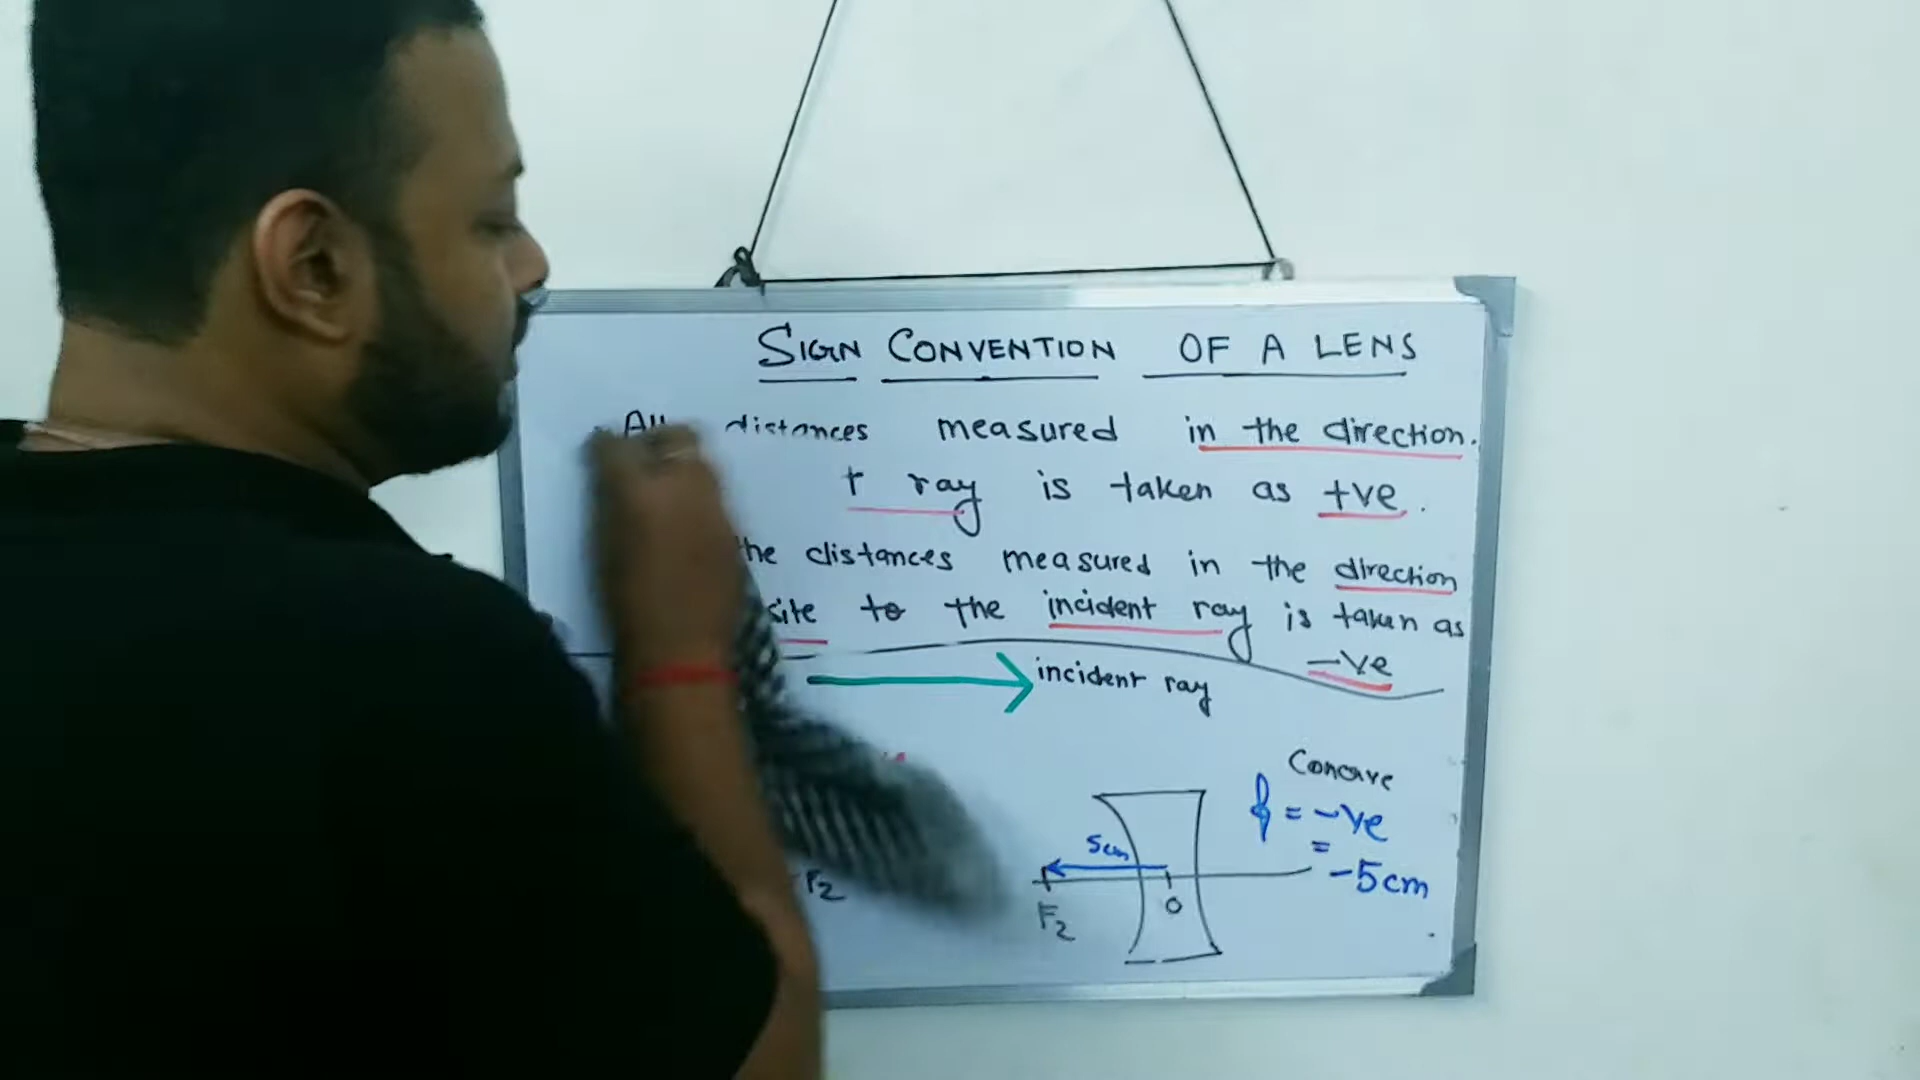 SIGN CONVENTION OF A LENS
All distances measured in the direction.
ray is taken as +ve.
the distances measured in the direction
site to the incident ray is taken as
-ve
incident ray
Concave
f = -ve
= -5cm
5cm
F2
O
F2